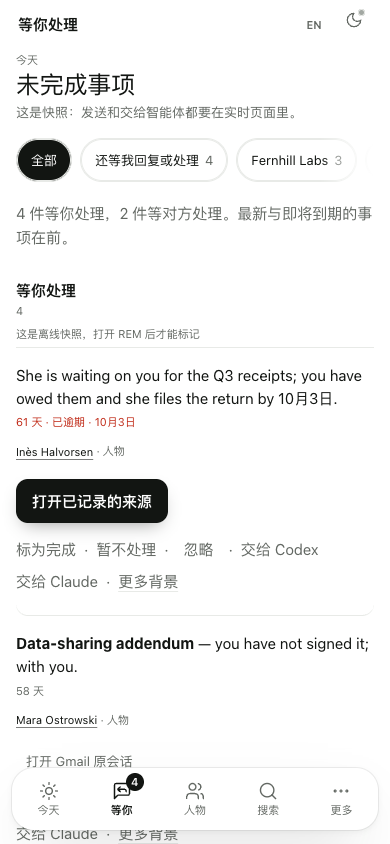 等你处理
EN
今天
未完成事项
这是快照：发送和交给智能体都要在实时页面里。
全部
还等我回复或处理 4
Fernhill Labs 3
4 件等你处理，2 件等对方处理。最新与即将到期的事
项在前。
等你处理
4
这是离线快照，打开 REM 后才能标记
She is waiting on you for the Q3 receipts; you have
owed them and she files the return by 10月3日.
61 天 · 已逾期 · 10月3日
Inès Halvorsen · 人物
打开已记录的来源
标为完成 · 暂不处理 · 忽略 · 交给 Codex
交给 Claude · 更多背景
Data-sharing addendum — you have not signed it;
with you.
58 天
Mara Ostrowski · 人物
打开 Gmail 原会话
4
今天
等你
人物
搜索
更多
交给 Claude · 更多背景